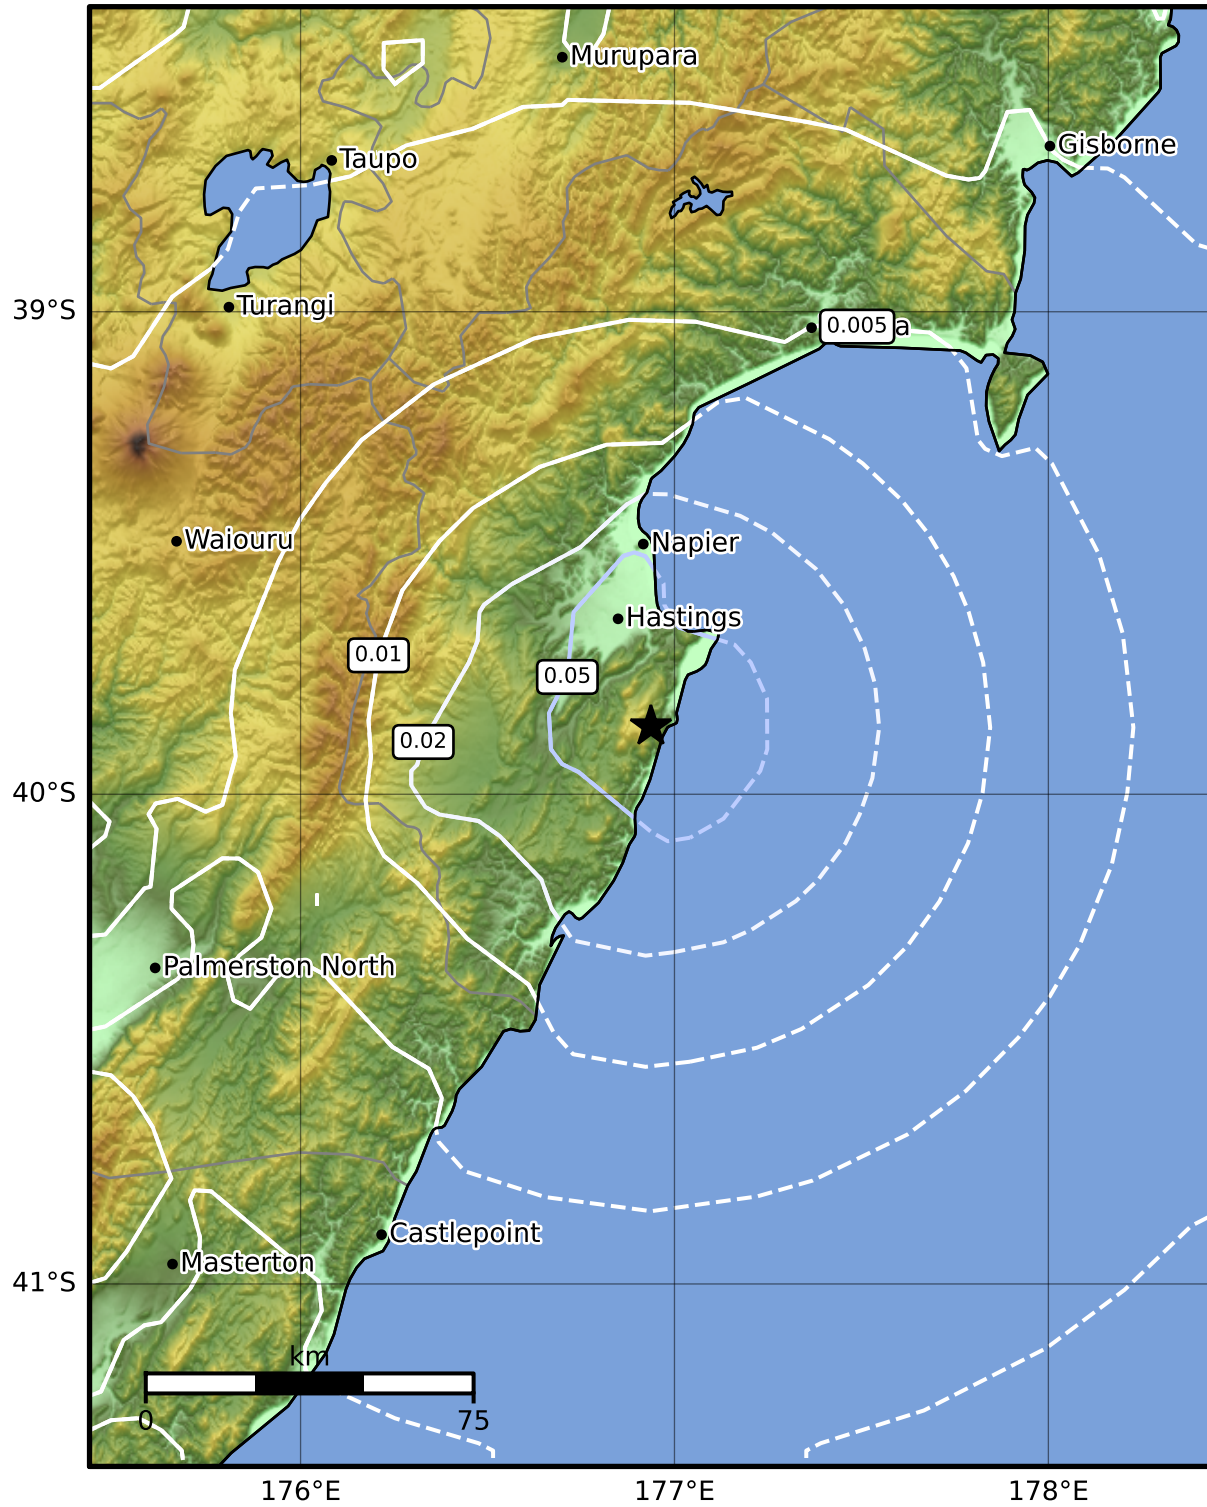 Murupara
Gisborne
Taupo
39°S
Turangi
0.005
a
Waiouru
Napier
Hastings
0.01
0.05
0.02
40°S
Palmerston North
Castlepoint
Masterton
41°S
km
0
75
176°E
177°E
178°E